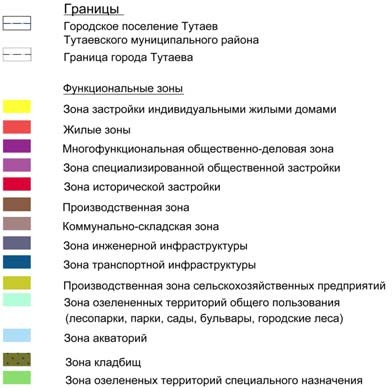 Границы
Городское поселение Тутаев
Тутаевского муниципального района
Граница города Тутаева
Функциональные зоны
Зона застройки индивидуальными жилыми домами
Жилые зоны
Многофункциональная общественно-деловая зона
Зона специализированной общественной застройки
Зона исторической застройки
Производственная зона
Коммунально-складская зона
Зона инженерной инфраструктуры
Зона транспортной инфраструктуры
Производственная зона сельскохозяйственных предприятий
Зона озелененных территорий общего пользования
(лесопарки, парки, сады, бульвары, городские леса)
Зона акваторий
Зона кладбищ
Зона озеленных территорий специального назначения